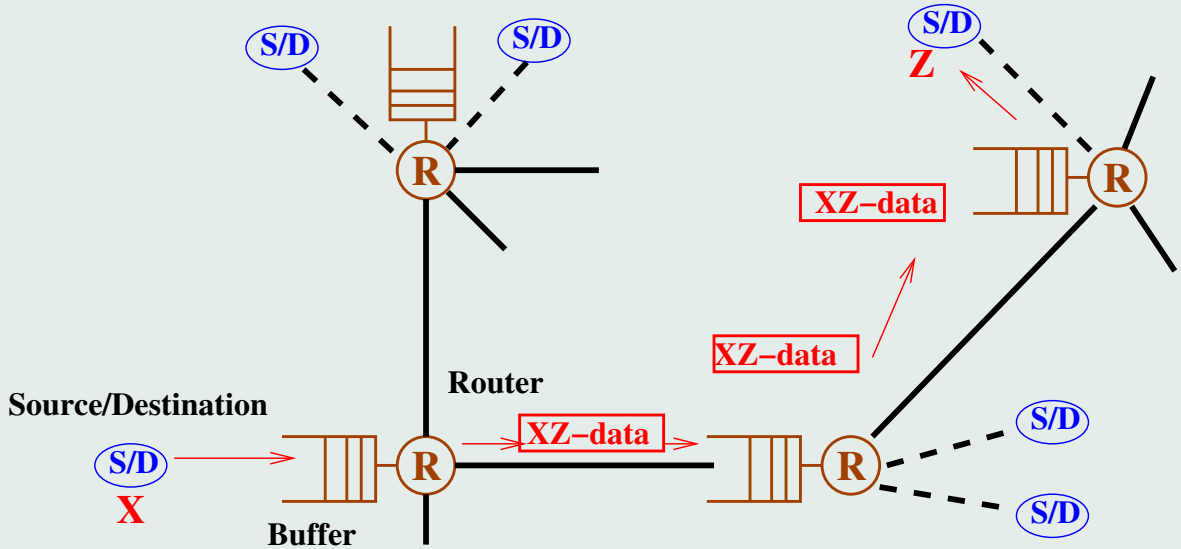 S/D
S/D
S/D
Z
R
R
XZ–data
XZ–data
Router
Source/Destination
XZ–data
S/D
S/D
R
R
X
S/D
Buffer